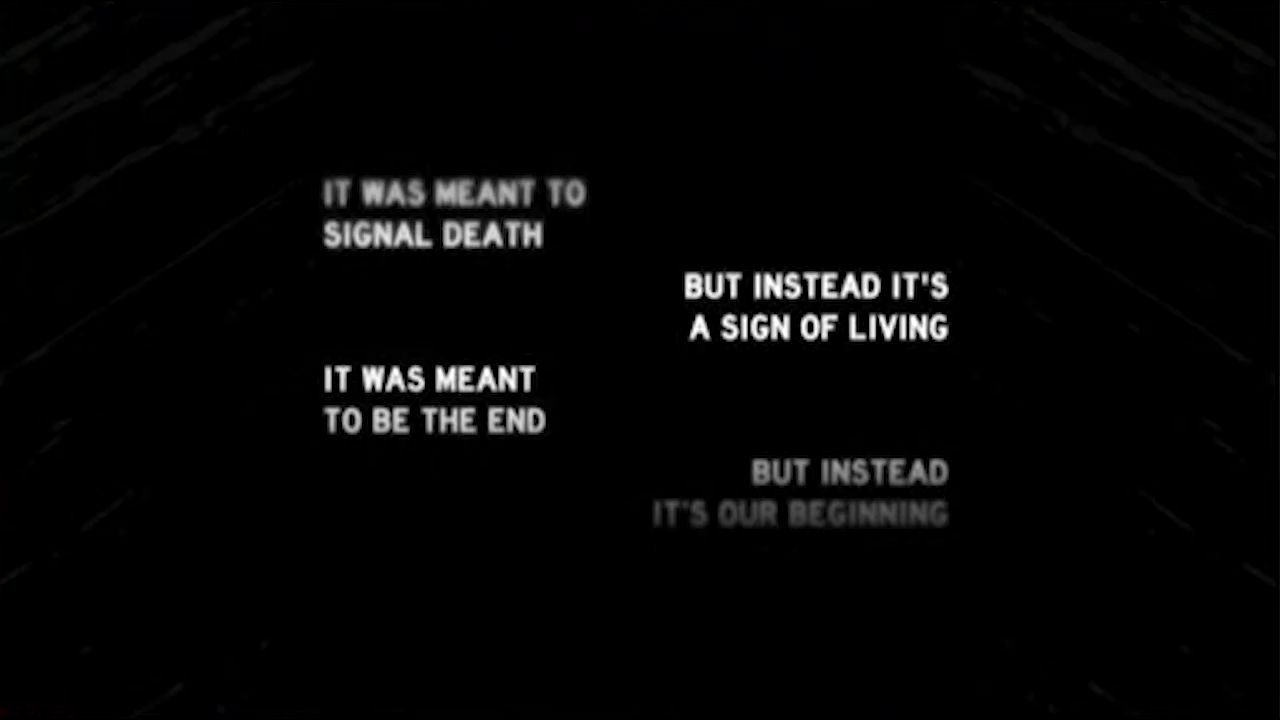 IT WAS MEANT TO
SIGNAL DEATH
BUT INSTEAD IT'S
A SIGN OF LIVING
IT WAS MEANT
TO BE THE END
BUT INSTEAD
IT'S OUR BEGINNING